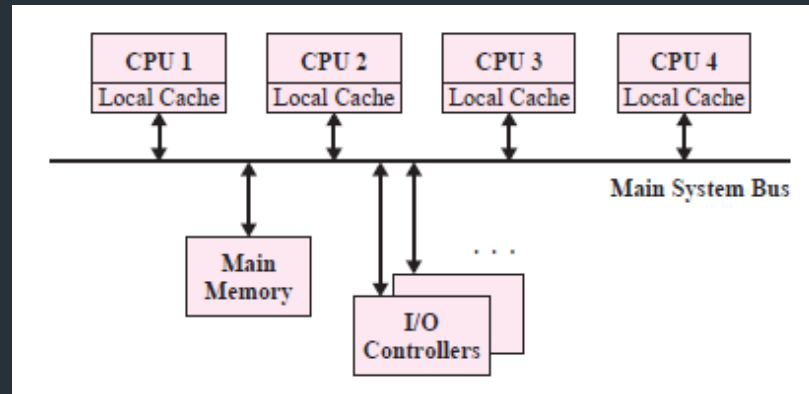 CPU 1
Local Cache
CPU 2
Local Cache
CPU 3
Local Cache
CPU 4
Local Cache
Main System Bus
Main
Memory
. . .
I/O
Controllers